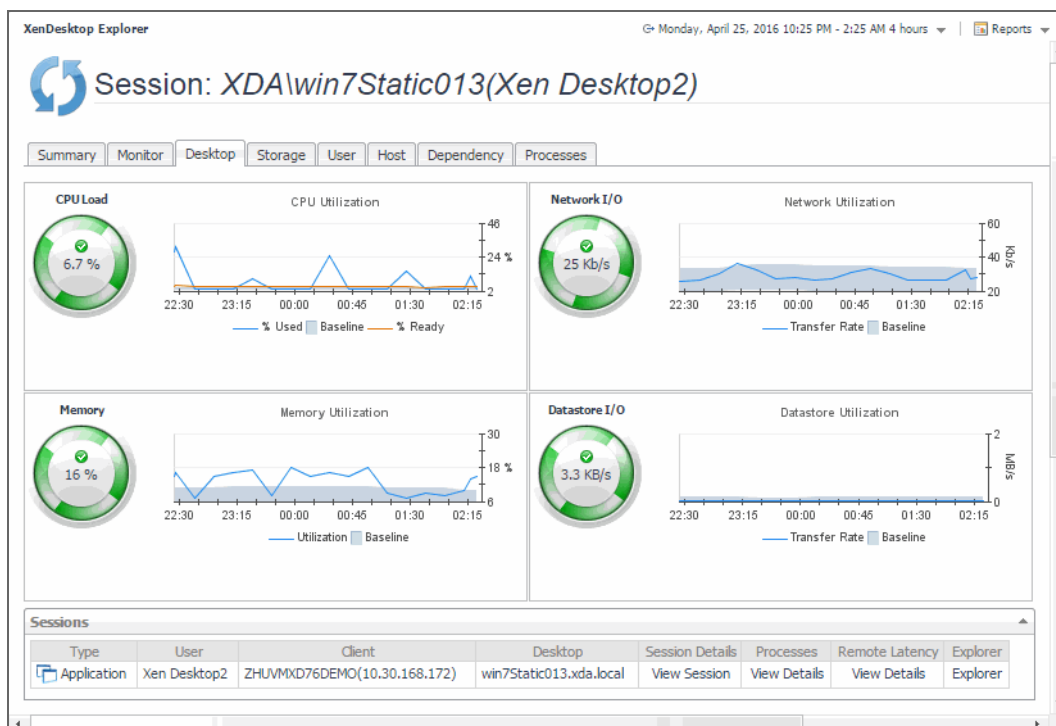 XenDesktop Explorer
Monday, April 25, 2016 10:25 PM - 2:25 AM 4 hours | Reports
Session: XDA\win7Static013(Xen Desktop2)
Summary Monitor Desktop Storage User Host Dependency Processes
CPU Load
6.7 %
CPU Utilization
46
24 %
2
22:30 23:15 00:00 00:45 01:30 02:15
% Used Baseline % Ready
Network I/O
25 Kb/s
Network Utilization
60
40
20
Kb/s
22:30 23:15 00:00 00:45 01:30 02:15
Transfer Rate Baseline
Memory
16 %
Memory Utilization
30
18 %
6
22:30 23:15 00:00 00:45 01:30 02:15
Utilization Baseline
Datastore I/O
3.3 KB/s
Datastore Utilization
2
0
MB/s
22:30 23:15 00:00 00:45 01:30 02:15
Transfer Rate Baseline
Sessions
Type User Client Desktop Session Details Processes Remote Latency Explorer
Application Xen Desktop2 ZHUVMXD76DEMO(10.30.168.172) win7Static013.xda.local View Session View Details View Details Explorer